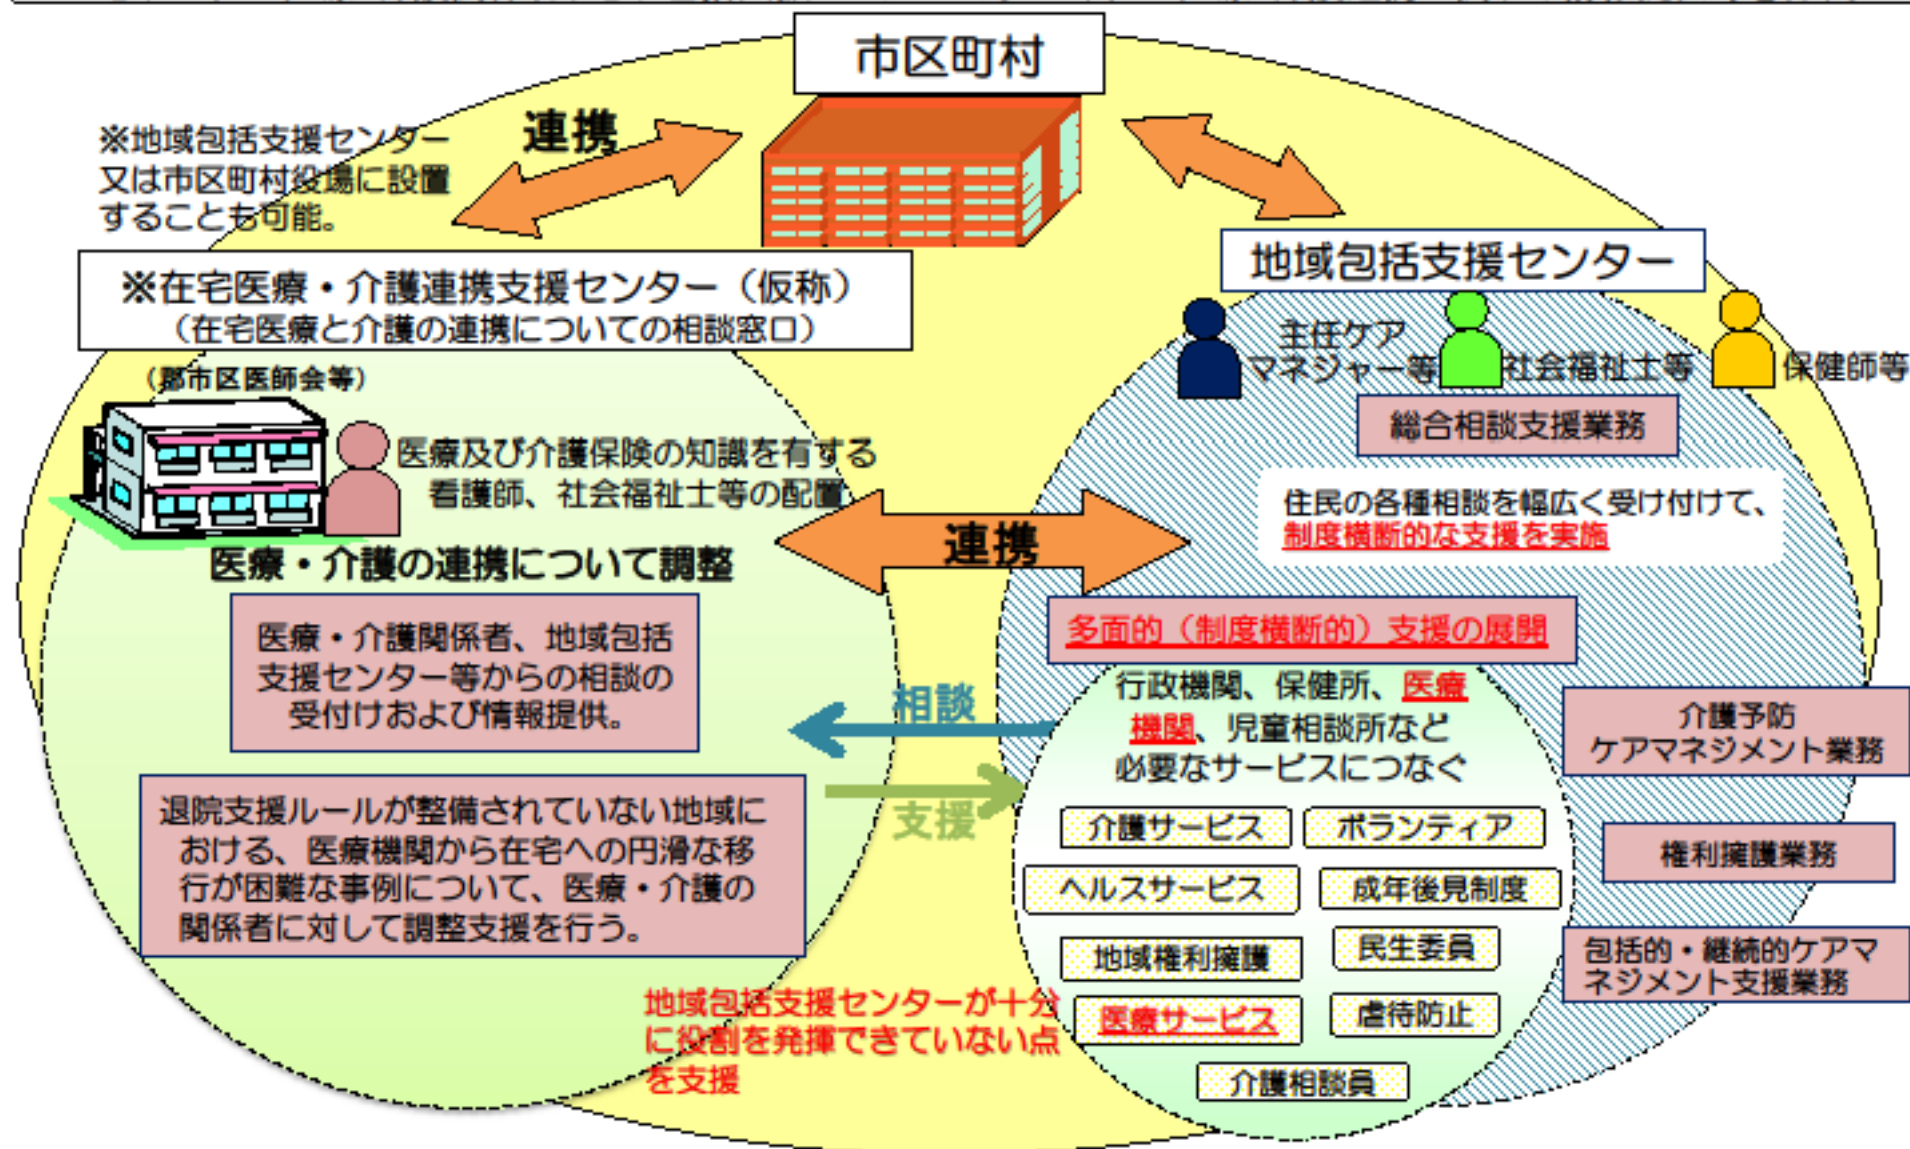 市区町村
※地域包括支援センター
又は市区町村役場に設置
することも可能。
連携
※在宅医療・介護連携支援センター（仮称）
（在宅医療と介護の連携についての相談窓口）
（郡市区医師会等）
医療及び介護保険の知識を有する
看護師、社会福祉士等の配置
医療・介護の連携について調整
医療・介護関係者、地域包括
支援センター等からの相談の
受付けおよび情報提供。
退院支援ルールが整備されていない地域に
おける、医療機関から在宅への円滑な移
行が困難な事例について、医療・介護の
関係者に対して調整支援を行う。
連携
相談
支援
地域包括支援センターが十分
に役割を発揮できていない点
を支援
地域包括支援センター
主任ケア
マネジャー等
社会福祉士等
保健師等
総合相談支援業務
住民の各種相談を幅広く受け付けて、
制度横断的な支援を実施
多面的（制度横断的）支援の展開
行政機関、保健所、医療
機関、児童相談所など
必要なサービスにつなぐ
介護サービス
ボランティア
ヘルスサービス
成年後見制度
地域権利擁護
民生委員
医療サービス
虐待防止
介護相談員
介護予防
ケアマネジメント業務
権利擁護業務
包括的・継続的ケアマ
ネジメント支援業務